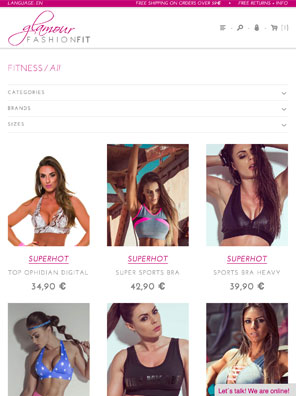 LANGUAGE: EN
FREE SHIPPING ON ORDERS OVER 59€ • FREE RETURNS + INFO
glamour
FASHIONFIT
[0]
FITNESS / All
CATEGORIES
BRANDS
SIZES
SUPERHOT SUPERHOT SUPERHOT
TOP OPHIDIAN DIGITAL SUPER SPORTS BRA SPORTS BRA HEAVY
34,90 € 42,90 € 39,90 €
Let´s talk! We are online!